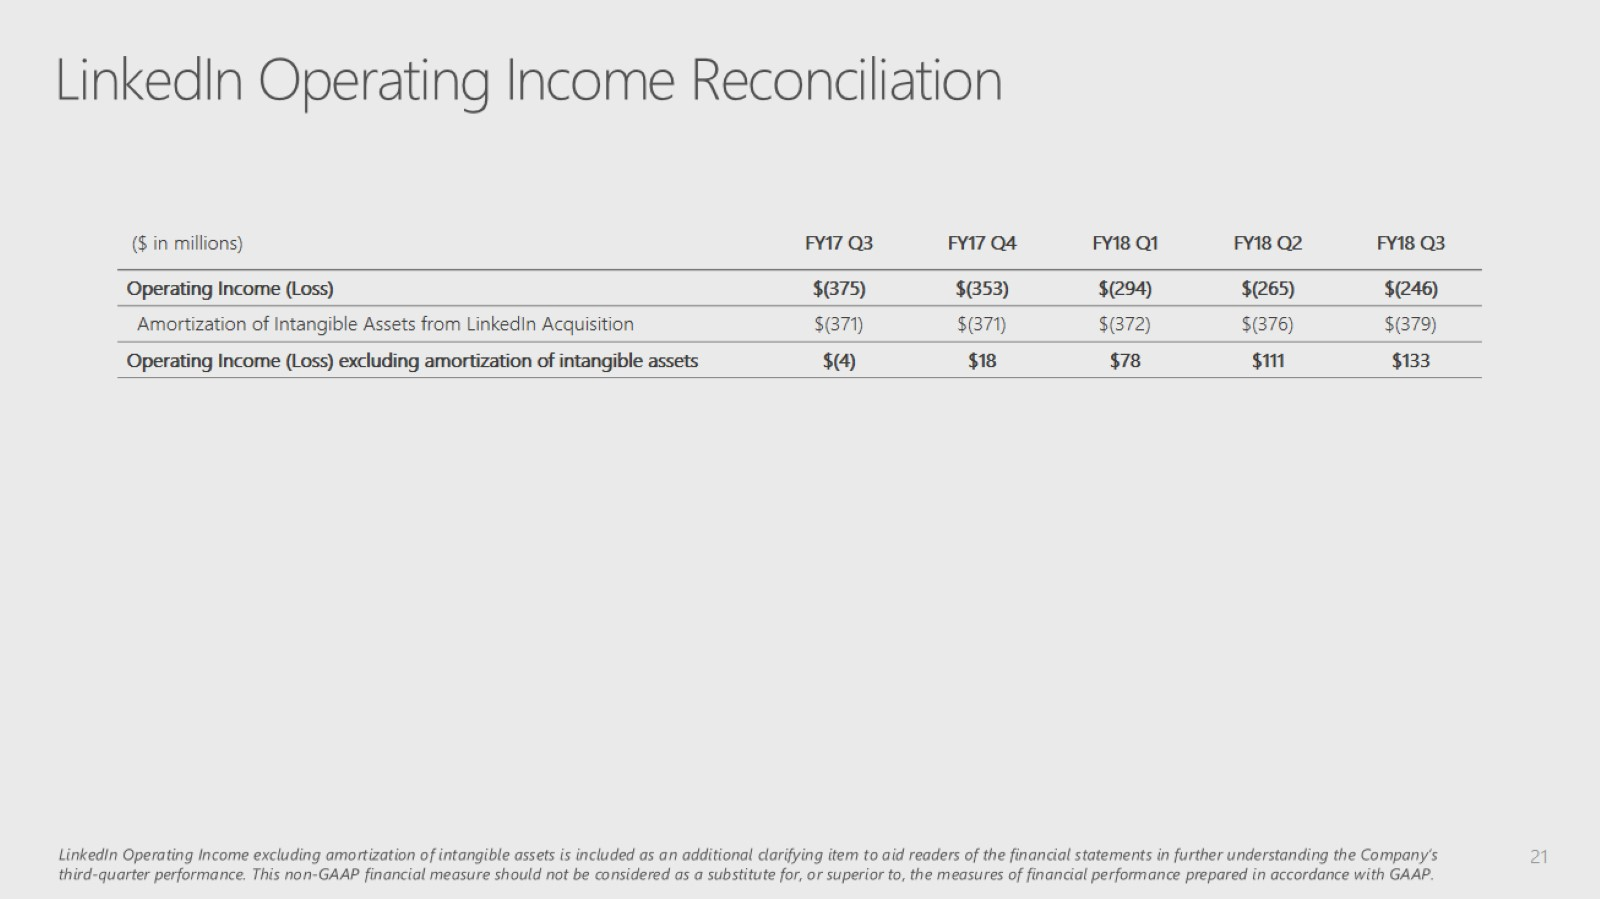 LinkedIn Operating Income Reconciliation
($ in millions) FY17 Q3 FY17 Q4 FY18 Q1 FY18 Q2 FY18 Q3
Operating Income (Loss) $(375) $(353) $(294) $(265) $(246)
Amortization of Intangible Assets from LinkedIn Acquisition $(371) $(371) $(372) $(376) $(379)
Operating Income (Loss) excluding amortization of intangible assets $(4) $18 $78 $111 $133
LinkedIn Operating Income excluding amortization of intangible assets is included as an additional clarifying item to aid readers of the financial statements in further understanding the Company's
third-quarter performance. This non-GAAP financial measure should not be considered as a substitute for, or superior to, the measures of financial performance prepared in accordance with GAAP.
21